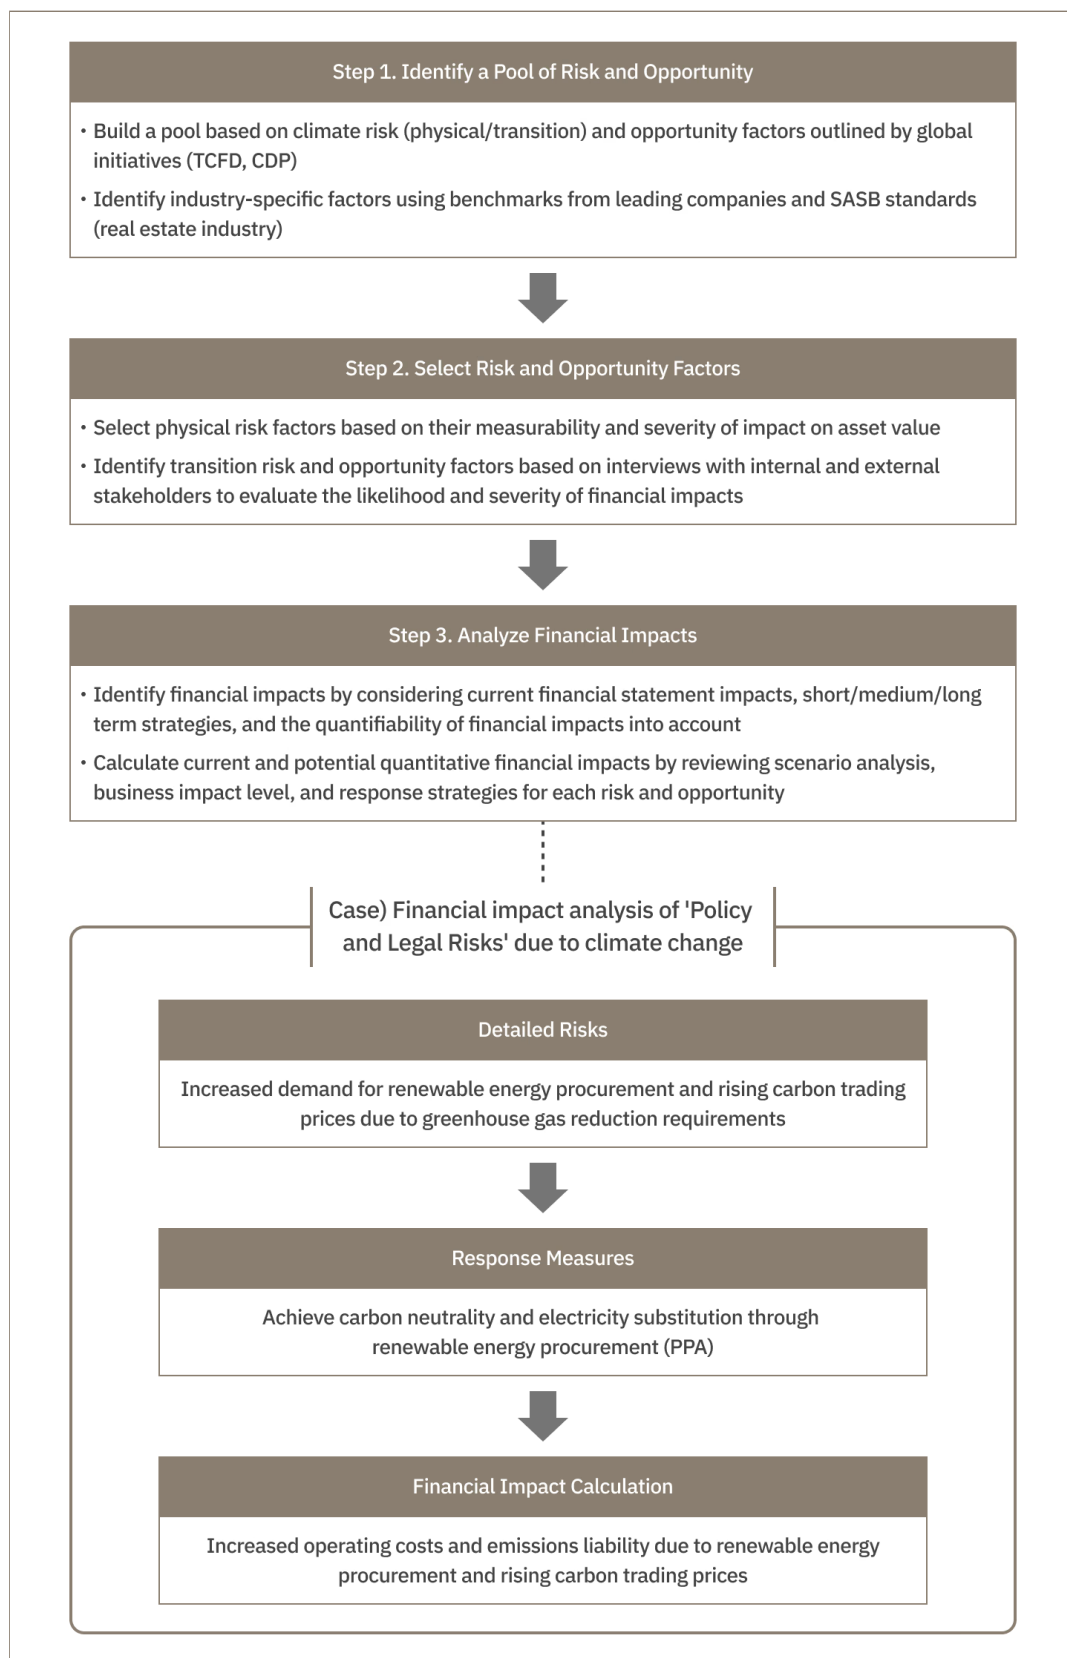 Step 1. Identify a Pool of Risk and Opportunity
• Build a pool based on climate risk (physical/transition) and opportunity factors outlined by global
initiatives (TCFD, CDP)
• Identify industry-specific factors using benchmarks from leading companies and SASB standards
(real estate industry)
Step 2. Select Risk and Opportunity Factors
• Select physical risk factors based on their measurability and severity of impact on asset value
• Identify transition risk and opportunity factors based on interviews with internal and external
stakeholders to evaluate the likelihood and severity of financial impacts
Step 3. Analyze Financial Impacts
• Identify financial impacts by considering current financial statement impacts, short/medium/long
term strategies, and the quantifiability of financial impacts into account
• Calculate current and potential quantitative financial impacts by reviewing scenario analysis,
business impact level, and response strategies for each risk and opportunity
Case) Financial impact analysis of 'Policy
and Legal Risks' due to climate change
Detailed Risks
Increased demand for renewable energy procurement and rising carbon trading
prices due to greenhouse gas reduction requirements
Response Measures
Achieve carbon neutrality and electricity substitution through
renewable energy procurement (PPA)
Financial Impact Calculation
Increased operating costs and emissions liability due to renewable energy
procurement and rising carbon trading prices